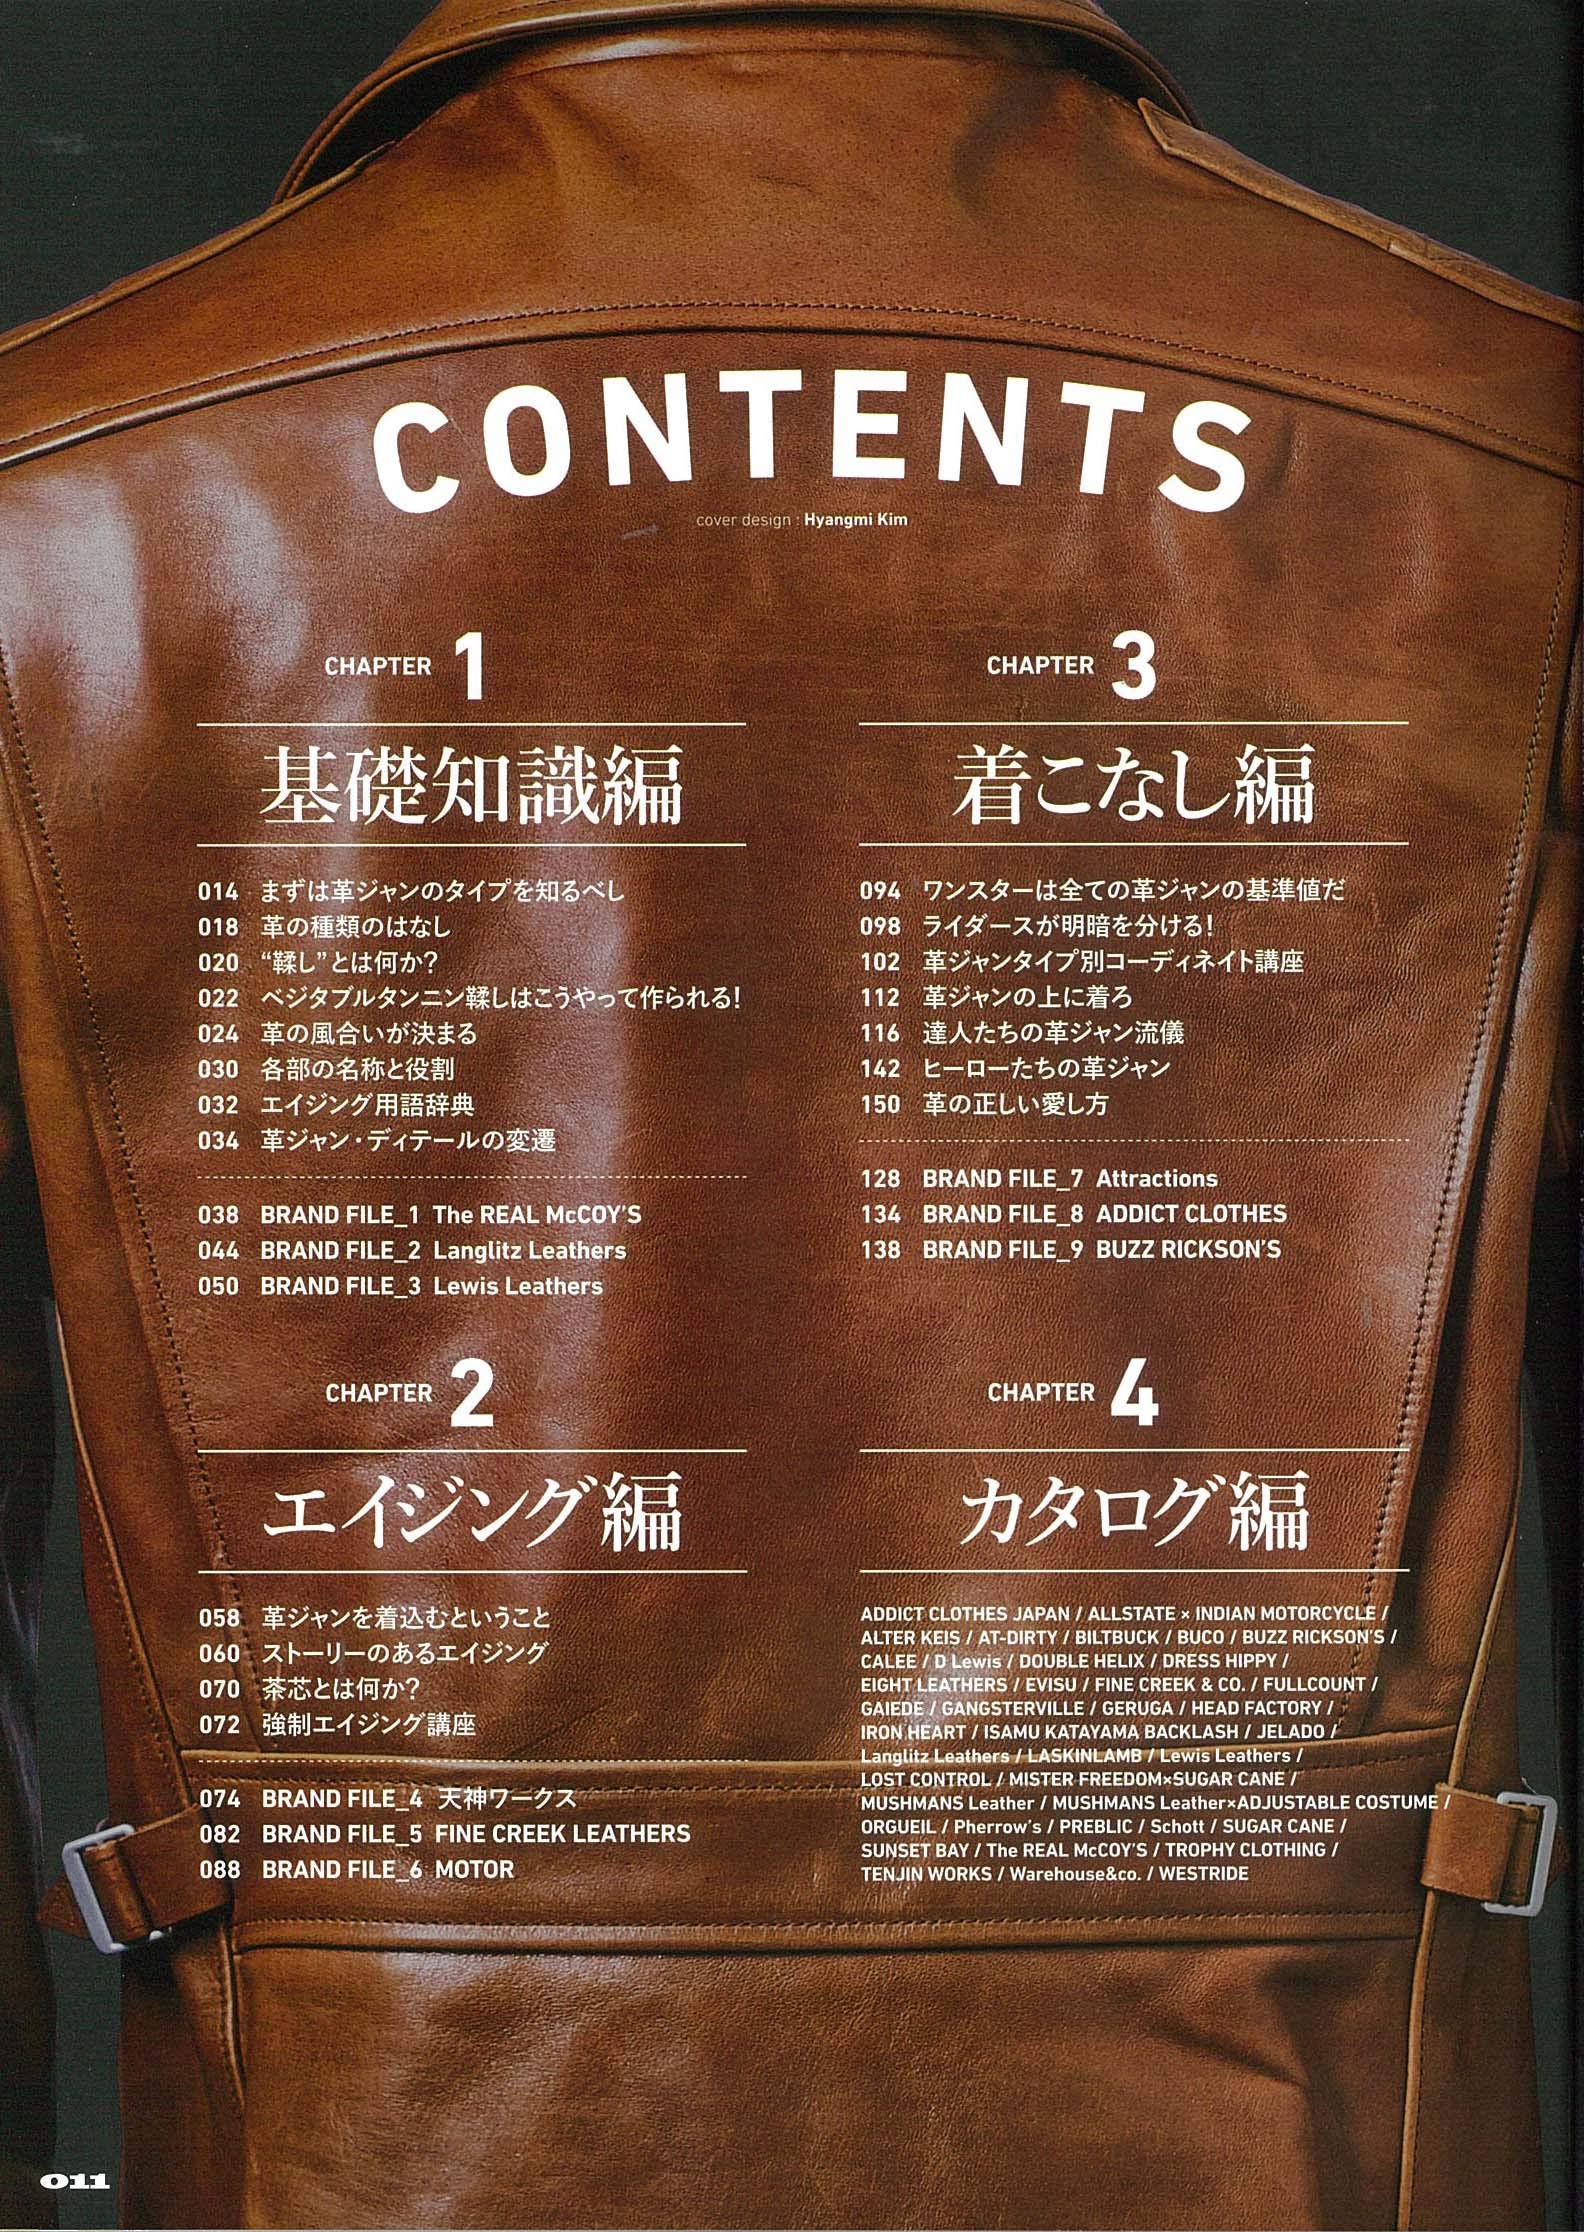 CONTENTS
cover design : Hyangmi Kim
CHAPTER 1
基礎知識編
014 まずは革ジャンのタイプを知るべし
018 革の種類のはなし
020 “鞣し”とは何か?
022 ベジタブルタンニン鞣しはこうやって作られる!
024 革の風合いが決まる
030 各部の名称と役割
032 エイジング用語辞典
034 革ジャン・ディテールの変遷
038 BRAND FILE_1 The REAL McCOY'S
044 BRAND FILE_2 Langlitz Leathers
050 BRAND FILE_3 Lewis Leathers
CHAPTER 2
エイジング編
058 革ジャンを着込むということ
060 ストーリーのあるエイジング
070 茶芯とは何か?
072 強制エイジング講座
074 BRAND FILE_4 天神ワークス
082 BRAND FILE_5 FINE CREEK LEATHERS
088 BRAND FILE_6 MOTOR
CHAPTER 3
着こなし編
094 ワンスターは全ての革ジャンの基準値だ
098 ライダースが明暗を分ける!
102 革ジャンタイプ別コーディネイト講座
112 革ジャンの上に着ろ
116 達人たちの革ジャン流儀
142 ヒーローたちの革ジャン
150 革の正しい愛し方
128 BRAND FILE_7 Attractions
134 BRAND FILE_8 ADDICT CLOTHES
138 BRAND FILE_9 BUZZ RICKSON'S
CHAPTER 4
カタログ編
ADDICT CLOTHES JAPAN / ALLSTATE × INDIAN MOTORCYCLE /
ALTER KEIS / AT-DIRTY / BILTBUCK / BUCO / BUZZ RICKSON'S /
CALEE / D Lewis / DOUBLE HELIX / DRESS HIPPY /
EIGHT LEATHERS / EVISU / FINE CREEK & CO. / FULLCOUNT /
GAIEDE / GANGSTERVILLE / GERUGA / HEAD FACTORY /
IRON HEART / ISAMU KATAYAMA BACKLASH / JELADO /
Langlitz Leathers / LASKINLAMB / Lewis Leathers /
LOST CONTROL / MISTER FREEDOM×SUGAR CANE /
MUSHMANS Leather / MUSHMANS Leather×ADJUSTABLE COSTUME /
ORGUEIL / Pherrow's / PREBLIC / Schott / SUGAR CANE /
SUNSET BAY / The REAL McCOY'S / TROPHY CLOTHING /
TENJIN WORKS / Warehouse&co. / WESTRIDE
011